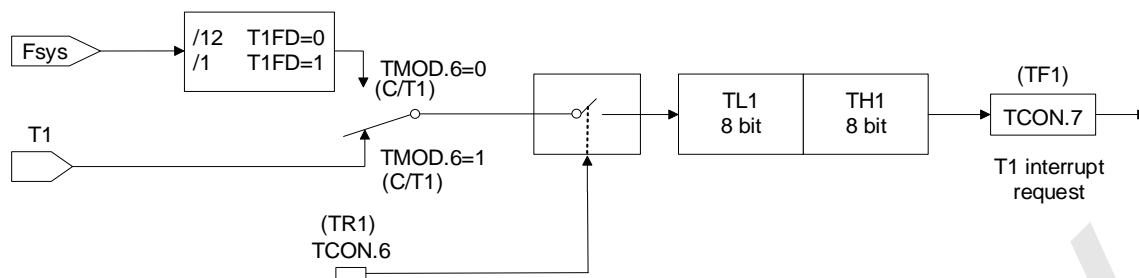 Fsys
/12 T1FD=0
/1 T1FD=1
TMOD.6=0
(C/T1)
T1
TMOD.6=1
(C/T1)
(TR1)
TCON.6
TL1
8 bit
TH1
8 bit
(TF1)
TCON.7
T1 interrupt
request